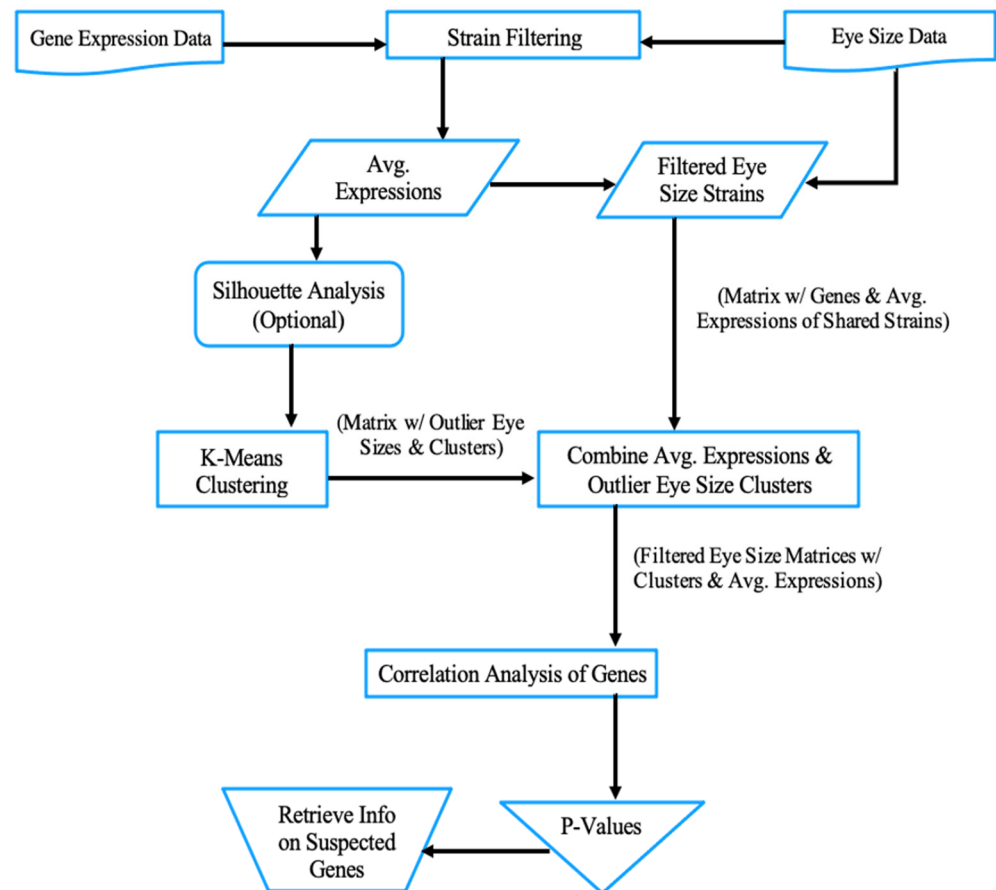 Gene Expression Data
Strain Filtering
Eye Size Data
Avg.
Expressions
Filtered Eye
Size Strains
Silhouette Analysis
(Optional)
(Matrix w/ Genes & Avg.
Expressions of Shared Strains)
(Matrix w/ Outlier Eye
Sizes & Clusters)
K-Means
Clustering
Combine Avg. Expressions &
Outlier Eye Size Clusters
(Filtered Eye Size Matrices w/
Clusters & Avg. Expressions)
Correlation Analysis of Genes
Retrieve Info
on Suspected
Genes
P-Values